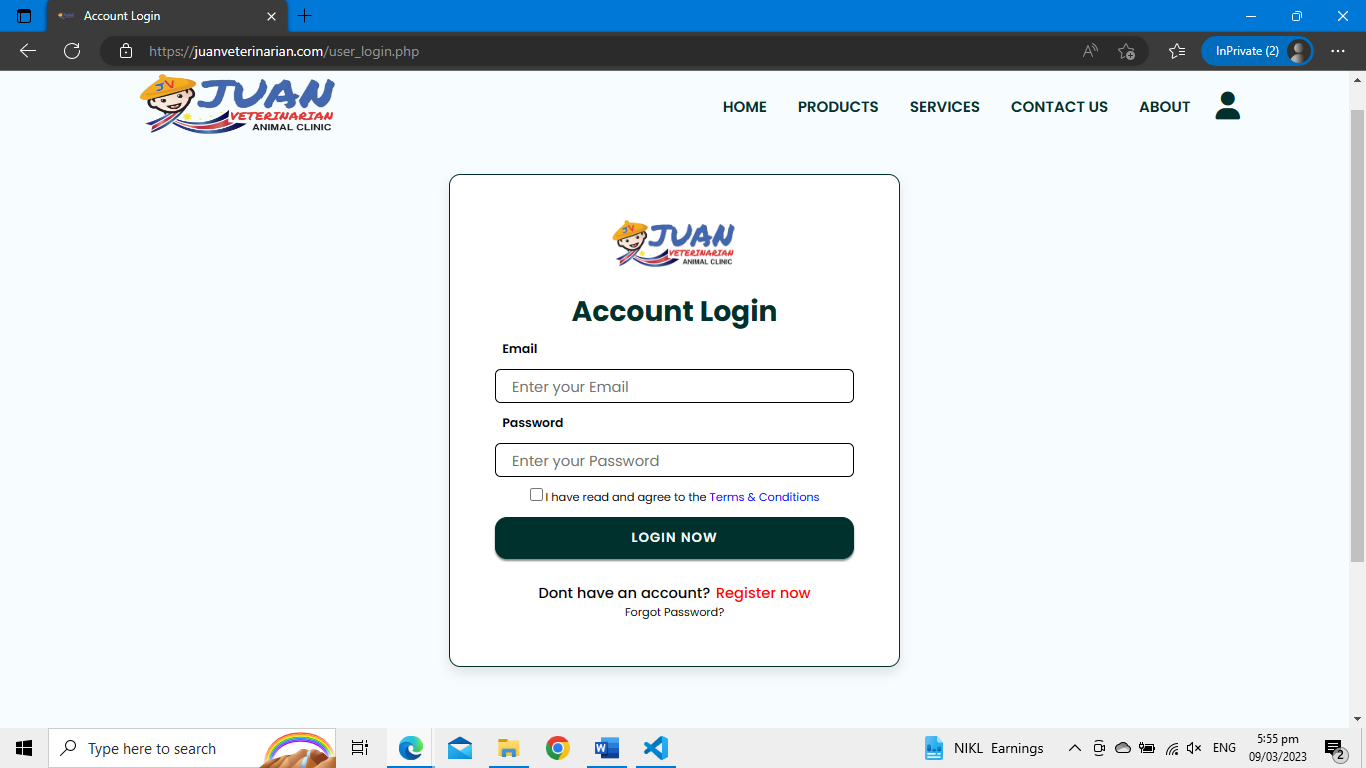 Account Login
https://juanveterinarian.com/user_login.php
InPrivate (2)
JV
JUAN
VETERINARIAN
ANIMAL CLINIC
HOME PRODUCTS SERVICES CONTACT US ABOUT
JV
JUAN
VETERINARIAN
ANIMAL CLINIC
Account Login
Email
Enter your Email
Password
Enter your Password
I have read and agree to the Terms & Conditions
LOGIN NOW
Dont have an account? Register now
Forgot Password?
Type here to search
NIKL Earnings
ENG
5:55 pm
09/03/2023
2